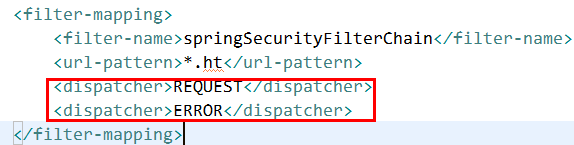 <filter-mapping>
<filter-name>springSecurityFilterChain</filter-name>
<url-pattern>*.ht</url-pattern>
<dispatcher>REQUEST</dispatcher>
<dispatcher>ERROR</dispatcher>
</filter-mapping>